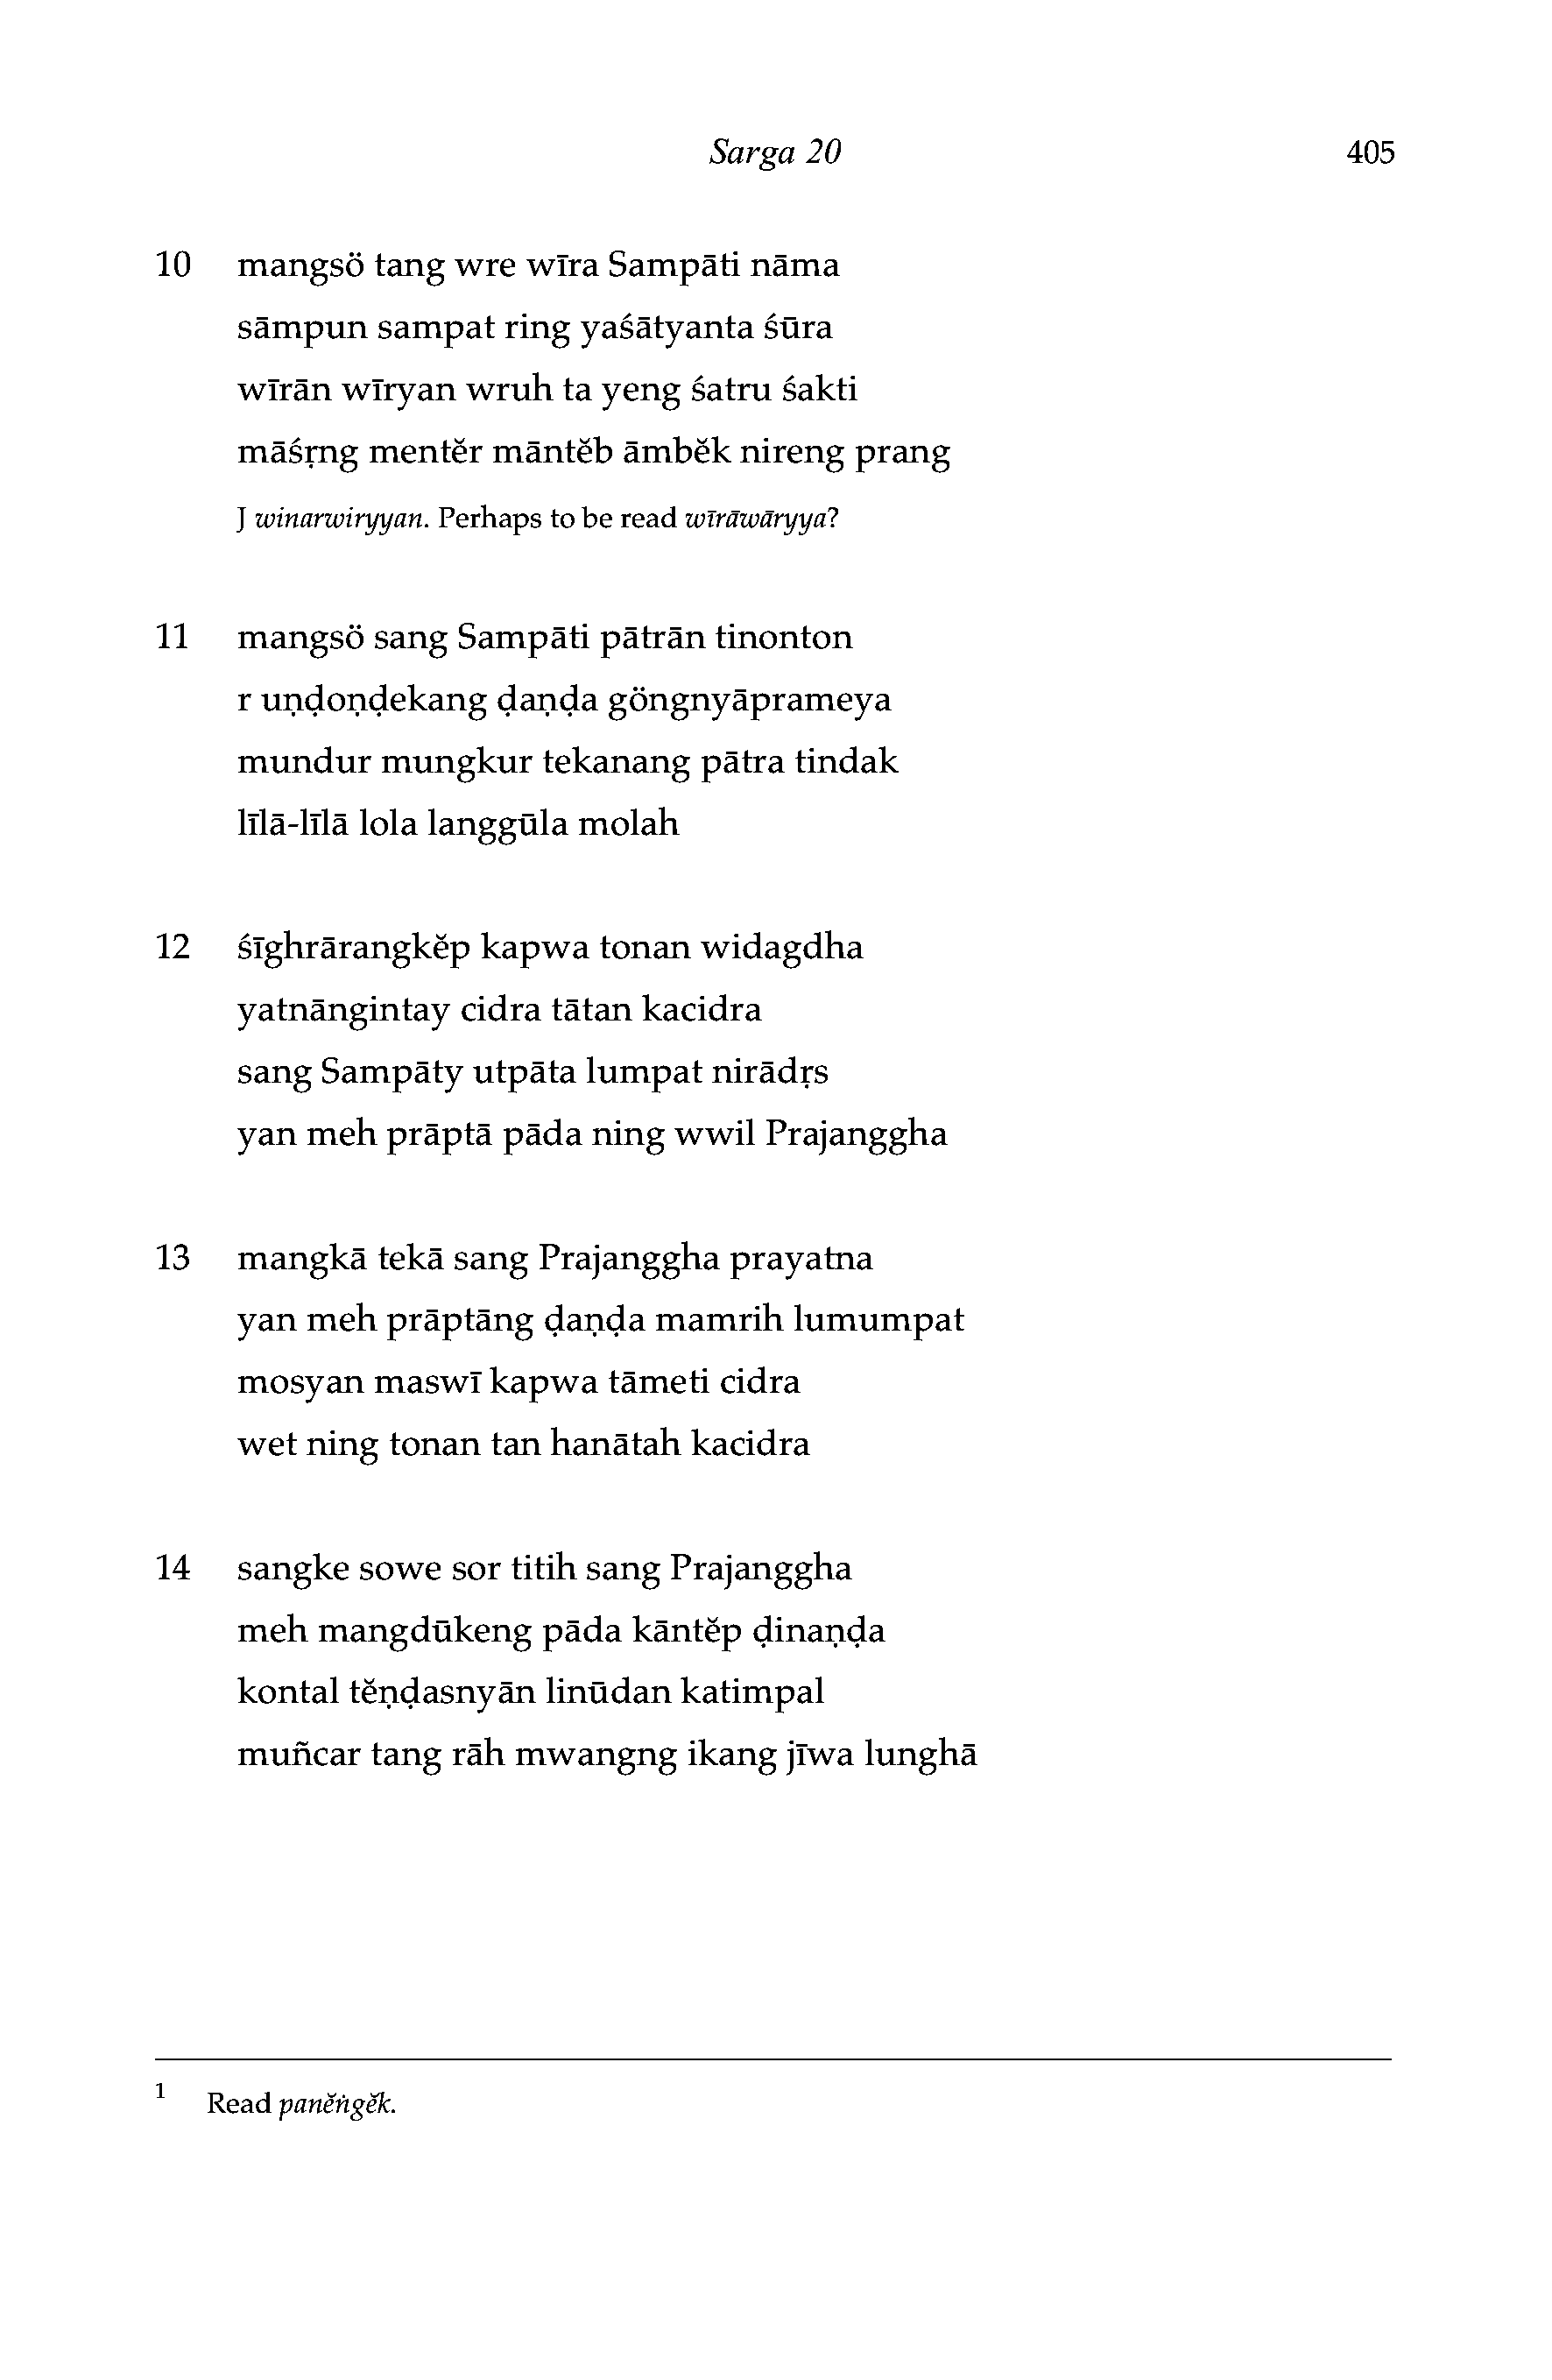 Sarga 20 405
10 mangsö tang wre wīra Sampāti nāma
sāmpun sampat ring yaśātyanta śūra
wīrān wīryan wruh ta yeng śatru śakti
māśṛng mentĕr māntĕb āmbĕk nireng prang
J winarwiryyan. Perhaps to be read wīrāwāryya?
11 mangsö sang Sampāti pātrān tinonton
r uṇḍoṇḍekang ḍaṇḍa göngnyāprameya
mundur mungkur tekanang pātra tindak
līlā-līlā lola langgūla molah
12 śīghrārangkĕp kapwa tonan widagdha
yatnāngintay cidra tātan kacidra
sang Sampāty utpāta lumpat nirādṛs
yan meh prāptā pāda ning wwil Prajanggha
13 mangkā tekā sang Prajanggha prayatna
yan meh prāptāng ḍaṇḍa mamrih lumumpat
mosyan maswī kapwa tāmeti cidra
wet ning tonan tan hanātah kacidra
14 sangke sowe sor titih sang Prajanggha
meh mangdūkeng pāda kāntĕp ḍinaṇḍa
kontal tĕṇḍasnyān linūdan katimpal
muñcar tang rāh mwangng ikang jīwa lunghā
1 Read panĕṅgĕk.